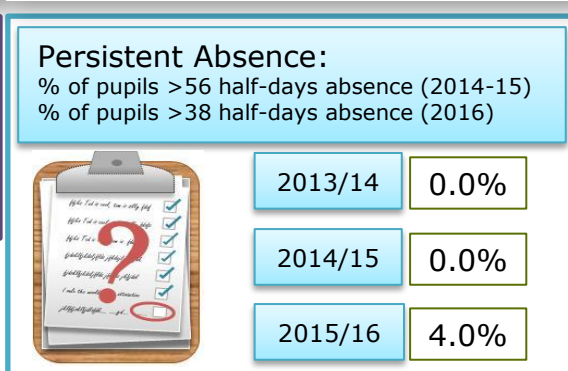 Persistent Absence:
% of pupils >56 half-days absence (2014-15)
% of pupils >38 half-days absence (2016)
2013/14 0.0%
2014/15 0.0%
2015/16 4.0%
?